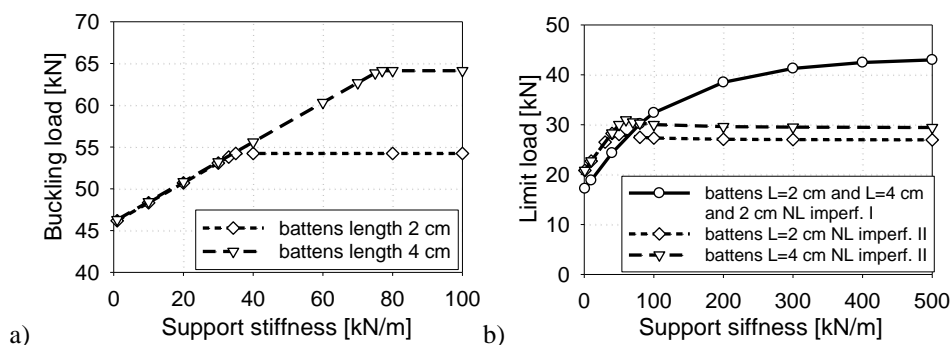 a)
Buckling load [kN]
70
65
60
55
50
45
40
0
20
40
60
80
100
Support stiffness [kN/m]
battens length 2 cm
battens length 4 cm
b)
Limit load [kN]
50
40
30
20
10
0
0
100
200
300
400
500
Support siffness [kN/m]
battens L=2 cm and L=4 cm
and 2 cm NL imperf. I
battens L=2 cm NL imperf. II
battens L=4 cm NL imperf. II